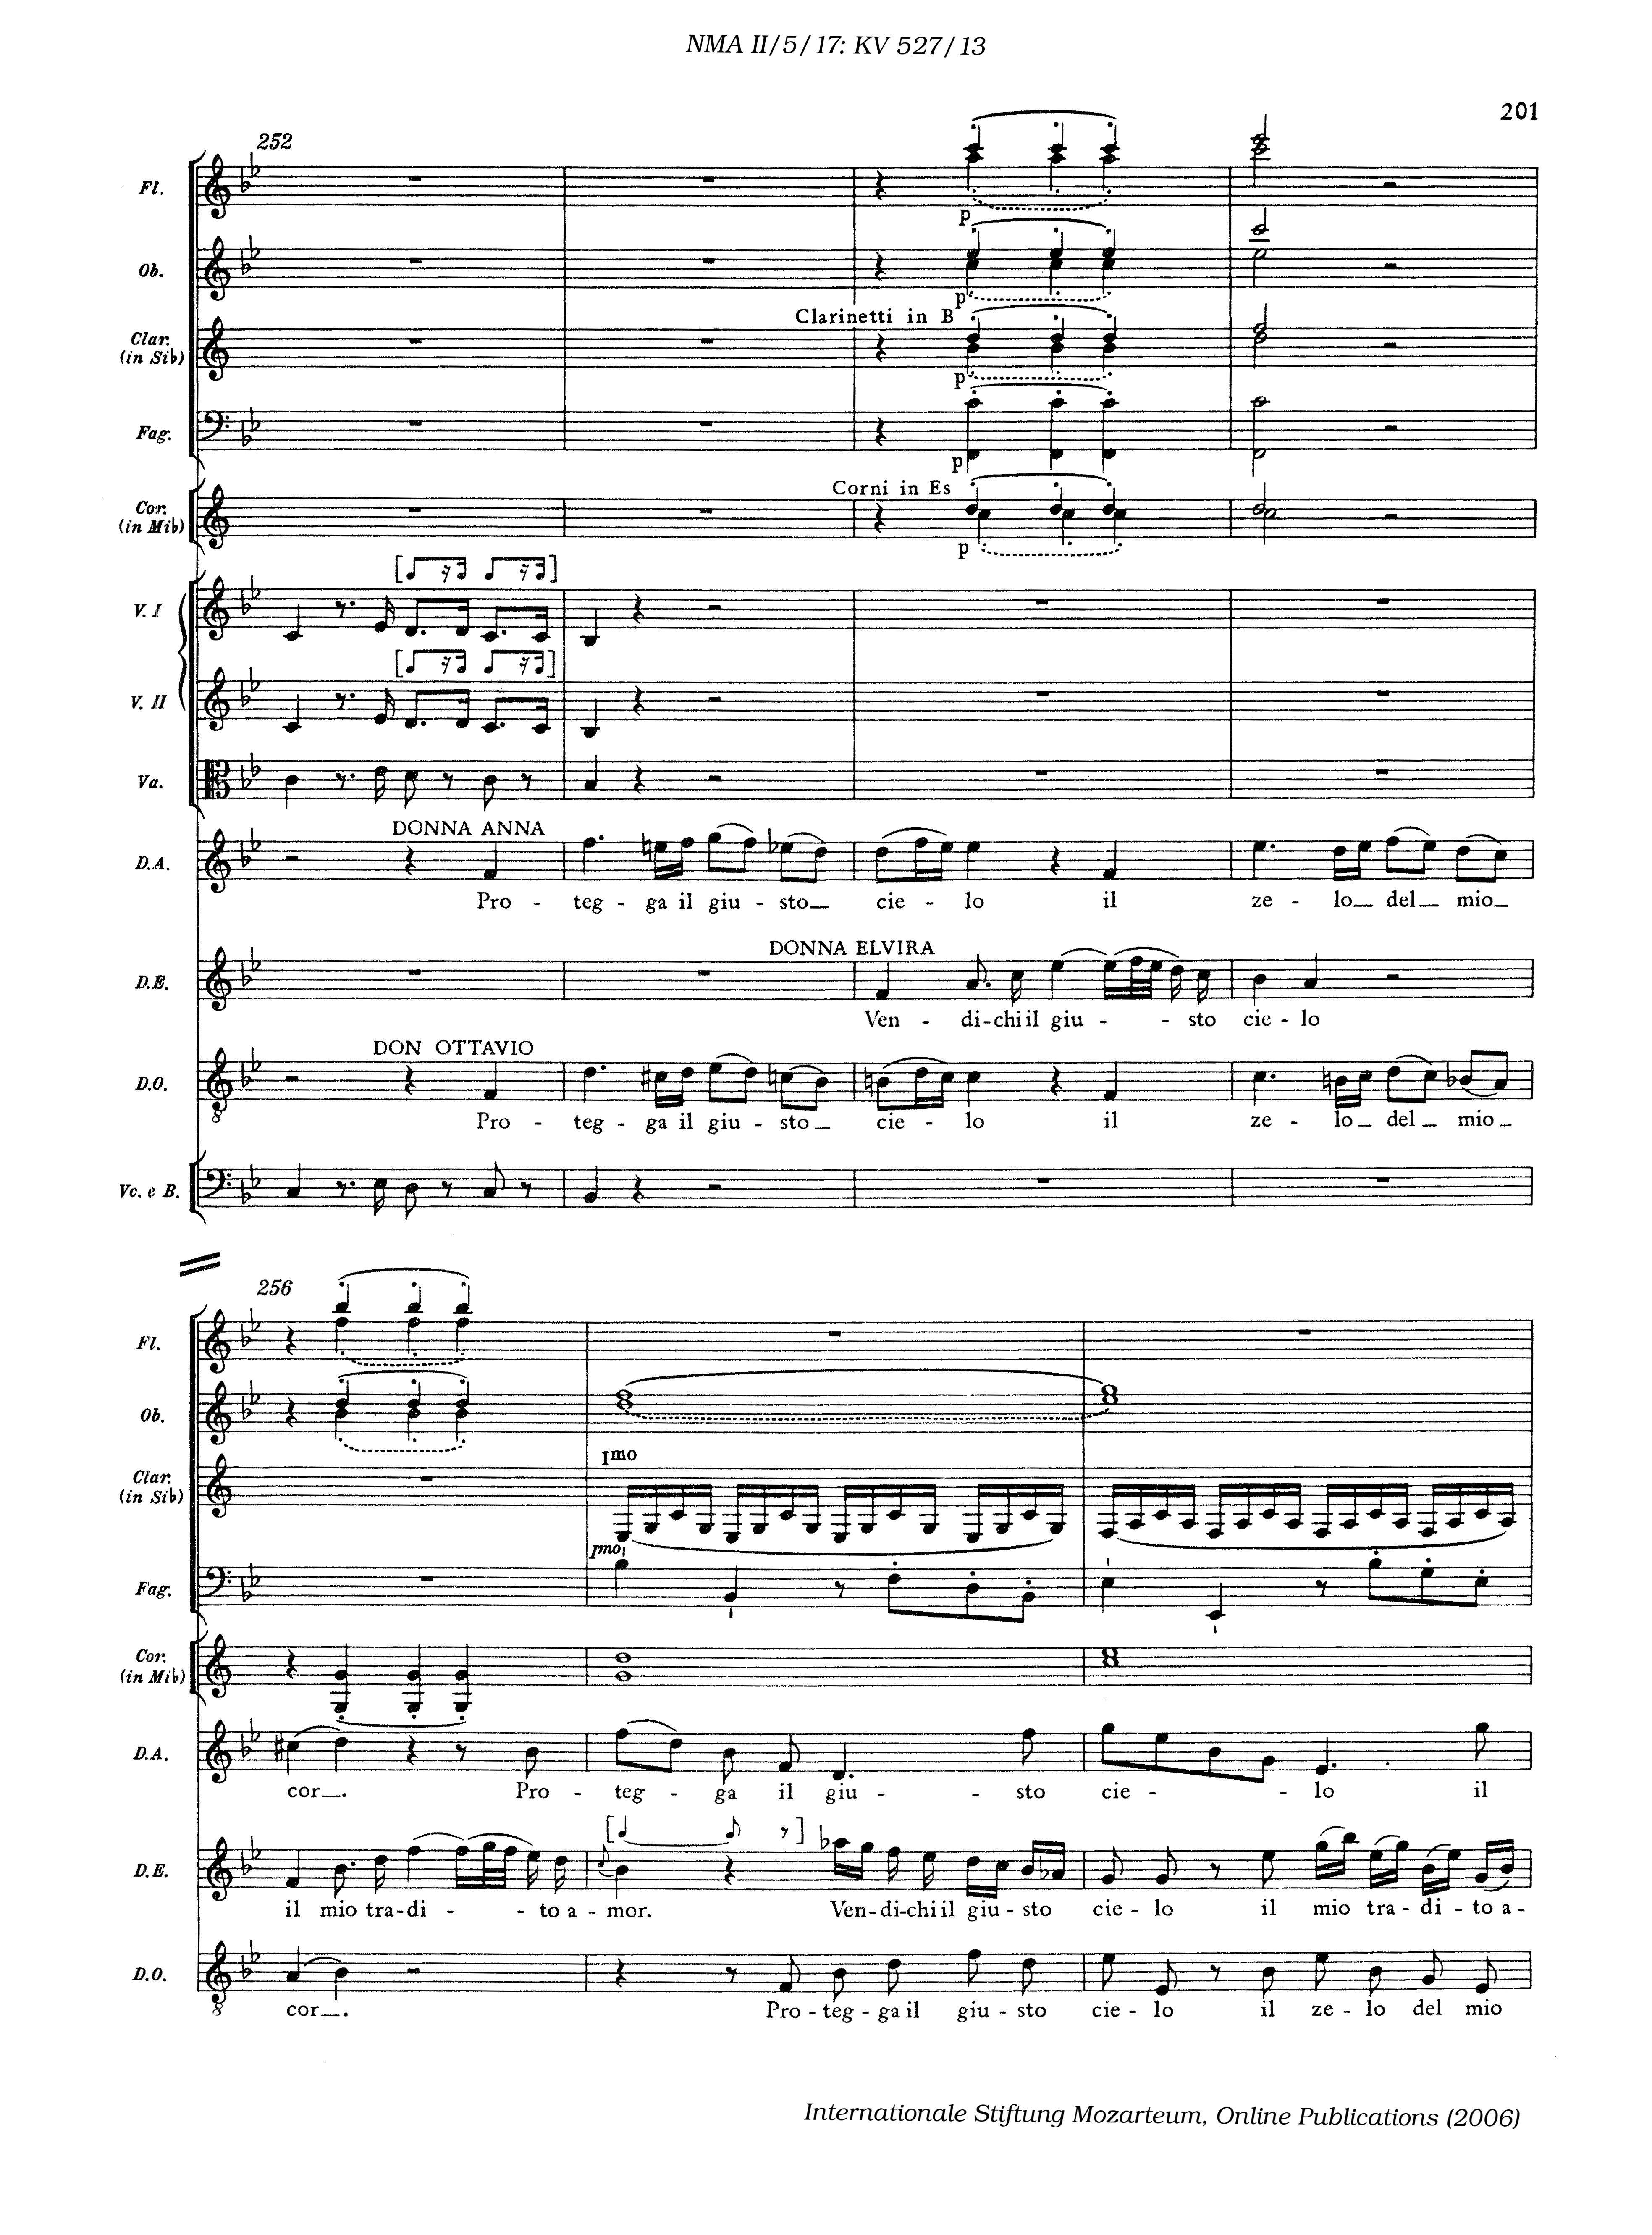 NMA II/5/17: KV 527/13
201
252
Fl.
p
Ob.
p
Clarinetti in B
Clar.
(in Sib)
p
Fag.
p
Corni in Es
Cor.
(in Mib)
p
V. I
V. II
Va.
DONNA ANNA
D.A.
Pro - teg - ga il giu - sto cie - lo il ze - lo del mio
DONNA ELVIRA
D.E.
Ven - di-chi il giu - - sto cie - lo
DON OTTAVIO
D.O.
Pro - teg - ga il giu - sto cie - lo il ze - lo del mio
Vc. e B.
256
Fl.
Ob.
Imo
Clar.
(in Sib)
Imo
Fag.
Cor.
(in Mib)
D.A.
cor. Pro - teg - ga il giu - - sto cie - - lo il
D.E.
il mio tra-di - - to a - mor. Ven-di-chi il giu - sto cie - lo il mio tra - di - to a -
D.O.
cor. Pro - teg - ga il giu - sto cie - lo il ze - lo del mio
Internationale Stiftung Mozarteum, Online Publications (2006)